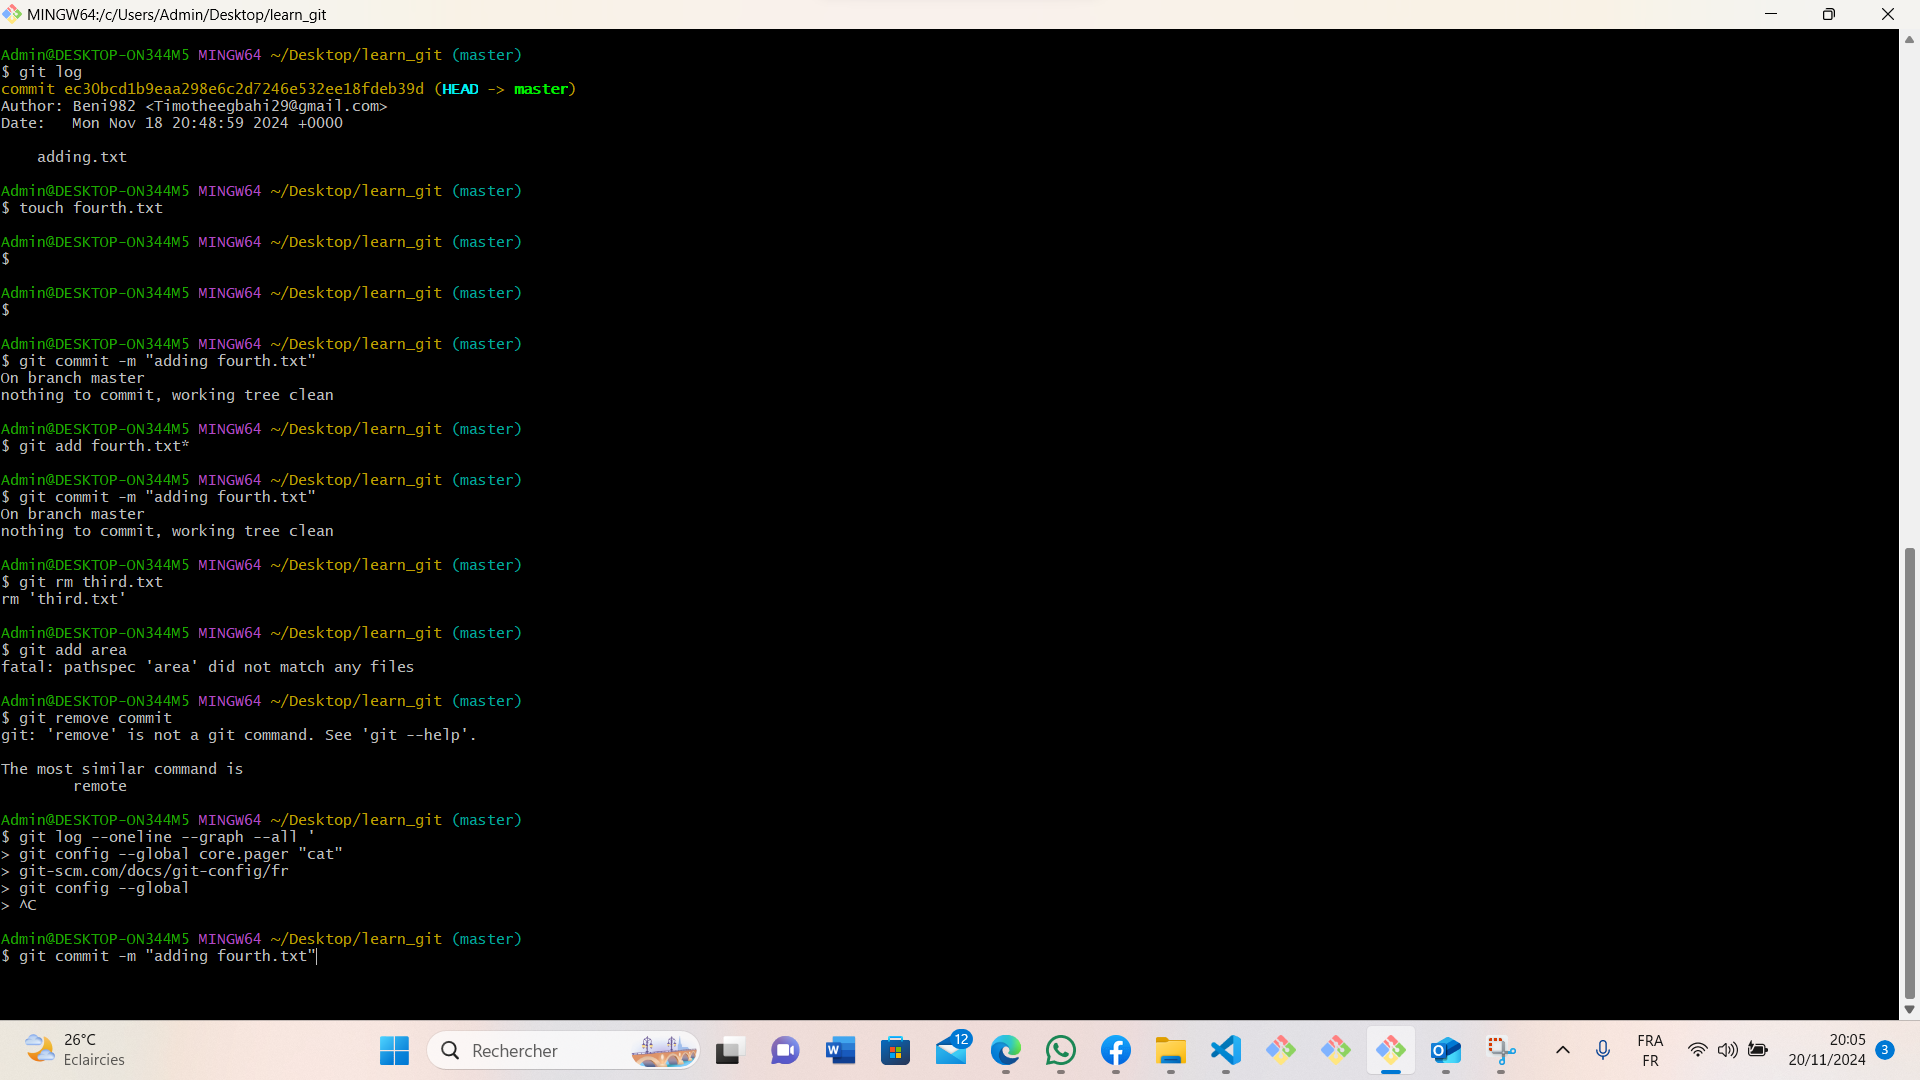 MINGW64:/c/Users/Admin/Desktop/learn_git
Admin@DESKTOP-ON344M5 MINGW64 ~/Desktop/learn_git (master)
$ git log
commit ec30bcd1b9eaa298e6c2d7246e532ee18fdeb39d (HEAD -> master)
Author: Beni982 <Timotheegbahi29@gmail.com>
Date:   Mon Nov 18 20:48:59 2024 +0000
    adding.txt
Admin@DESKTOP-ON344M5 MINGW64 ~/Desktop/learn_git (master)
$ touch fourth.txt
Admin@DESKTOP-ON344M5 MINGW64 ~/Desktop/learn_git (master)
$
Admin@DESKTOP-ON344M5 MINGW64 ~/Desktop/learn_git (master)
$
Admin@DESKTOP-ON344M5 MINGW64 ~/Desktop/learn_git (master)
$ git commit -m "adding fourth.txt"
On branch master
nothing to commit, working tree clean
Admin@DESKTOP-ON344M5 MINGW64 ~/Desktop/learn_git (master)
$ git add fourth.txt*
Admin@DESKTOP-ON344M5 MINGW64 ~/Desktop/learn_git (master)
$ git commit -m "adding fourth.txt"
On branch master
nothing to commit, working tree clean
Admin@DESKTOP-ON344M5 MINGW64 ~/Desktop/learn_git (master)
$ git rm third.txt
rm 'third.txt'
Admin@DESKTOP-ON344M5 MINGW64 ~/Desktop/learn_git (master)
$ git add area
fatal: pathspec 'area' did not match any files
Admin@DESKTOP-ON344M5 MINGW64 ~/Desktop/learn_git (master)
$ git remove commit
git: 'remove' is not a git command. See 'git --help'.
The most similar command is
        remote
Admin@DESKTOP-ON344M5 MINGW64 ~/Desktop/learn_git (master)
$ git log --oneline --graph --all '
> git config --global core.pager "cat"
> git-scm.com/docs/git-config/fr
> git config --global
> ^C
Admin@DESKTOP-ON344M5 MINGW64 ~/Desktop/learn_git (master)
$ git commit -m "adding fourth.txt"
26°C
Eclaircies
Rechercher
12
FRA
FR
20:05
20/11/2024
3